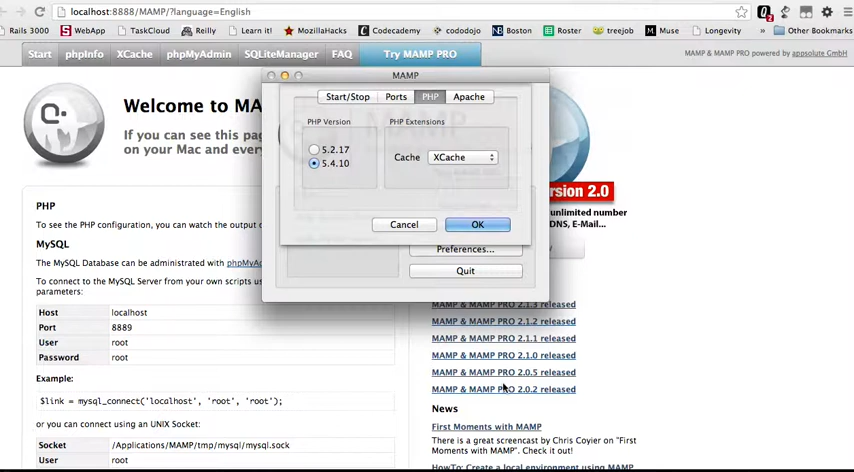 localhost:8888/MAMP/?language=English
Rails 3000 WebApp TaskCloud Reilly MozillaHacks Codecademy cododojo Boston Roster treejob Muse Longevity » Other Bookmarks
Start phpInfo XCache phpMyAdmin SQLiteManager FAQ Try MAMP PRO
MAMP & MAMP PRO powered by appsolute GmbH
MAMP
Start/Stop Ports PHP Apache
PHP Version
5.2.17
5.4.10
PHP Extensions
Cache XCache
Cancel OK
Preferences...
Quit
Welcome to MA
If you can see this pag
on your Mac and every
PHP
To see the PHP configuration, you can watch the output o
MySQL
The MySQL Database can be administrated with phpMyAd
To connect to the MySQL Server from your own scripts us
parameters:
Host localhost
Port 8889
User root
Password root
Example:
$link = mysql_connect('localhost', 'root', 'root');
or you can connect using an UNIX Socket:
Socket /Applications/MAMP/tmp/mysql/mysql.sock
User root
rsion 2.0
unlimited number
DNS, E-Mail...
MAMP & MAMP PRO 2.1.3 released
MAMP & MAMP PRO 2.1.2 released
MAMP & MAMP PRO 2.1.1 released
MAMP & MAMP PRO 2.1.0 released
MAMP & MAMP PRO 2.0.5 released
MAMP & MAMP PRO 2.0.2 released
News
First Moments with MAMP
There is a great screencast by Chris Coyier on "First
Moments with MAMP". Check it out!
HowTo: Create a local environment using MAMP